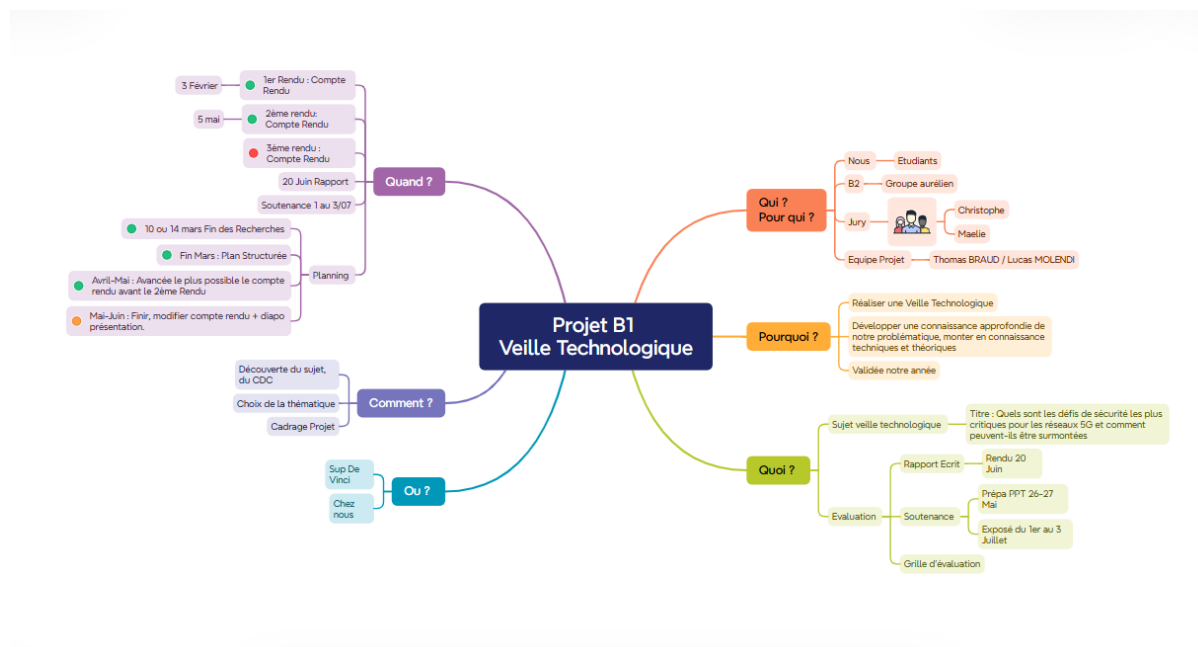 Projet B1
Veille Technologique
Quand ?
1er Rendu : Compte
Rendu
3 Février
2ème rendu:
Compte Rendu
5 mai
3ème rendu :
Compte Rendu
20 Juin Rapport
Soutenance 1 au 3/07
Planning
10 ou 14 mars Fin des Recherches
Fin Mars : Plan Structurée
Avril-Mai : Avancée le plus possible le compte
rendu avant le 2ème Rendu
Mai-Juin : Finir, modifier compte rendu + diapo
présentation.
Comment ?
Découverte du sujet,
du CDC
Choix de la thématique
Cadrage Projet
Ou ?
Sup De
Vinci
Chez
nous
Qui ?
Pour qui ?
Nous
Etudiants
B2
Groupe aurélien
Jury
Christophe
Maelie
Equipe Projet
Thomas BRAUD / Lucas MOLENDI
Pourquoi ?
Réaliser une Veille Technologique
Développer une connaissance approfondie de
notre problématique, monter en connaissance
techniques et théoriques
Validée notre année
Quoi ?
Sujet veille technologique
Titre : Quels sont les défis de sécurité les plus
critiques pour les réseaux 5G et comment
peuvent-ils être surmontées
Evaluation
Rapport Ecrit
Rendu 20
Juin
Soutenance
Prépa PPT 26-27
Mai
Exposé du 1er au 3
Juillet
Grille d'évaluation